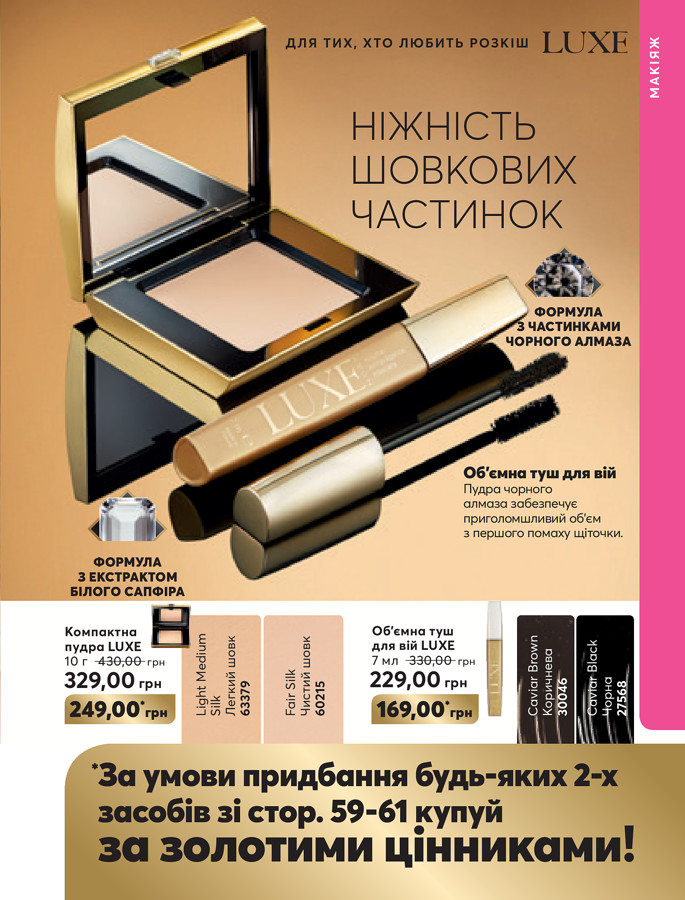 ДЛЯ ТИХ, ХТО ЛЮБИТЬ РОЗКІШ LUXE
МАКІЯЖ
НІЖНІСТЬ
ШОВКОВИХ
ЧАСТИНОК
ФОРМУЛА
З ЧАСТИНКАМИ
ЧОРНОГО АЛМАЗА
LUXE
Об'ємна туш для вій
Пудра чорного
алмаза забезпечує
приголомшливий об'єм
з першого помаху щіточки.
ФОРМУЛА
З ЕКСТРАКТОМ
БІЛОГО САПФІРА
Компактна
пудра LUXE
10 г 430,00 грн
329,00 грн
249,00* грн
Light Medium
Silk
Легкий шовк
63379
Fair Silk
Чистий шовк
60215
Об'ємна туш
для вій LUXE
7 мл 330,00 грн
229,00 грн
169,00* грн
Caviar Brown
Коричнева
30046
Caviar Black
Чорна
27568
*За умови придбання будь-яких 2-х
засобів зі стор. 59-61 купуй
за золотими цінниками!